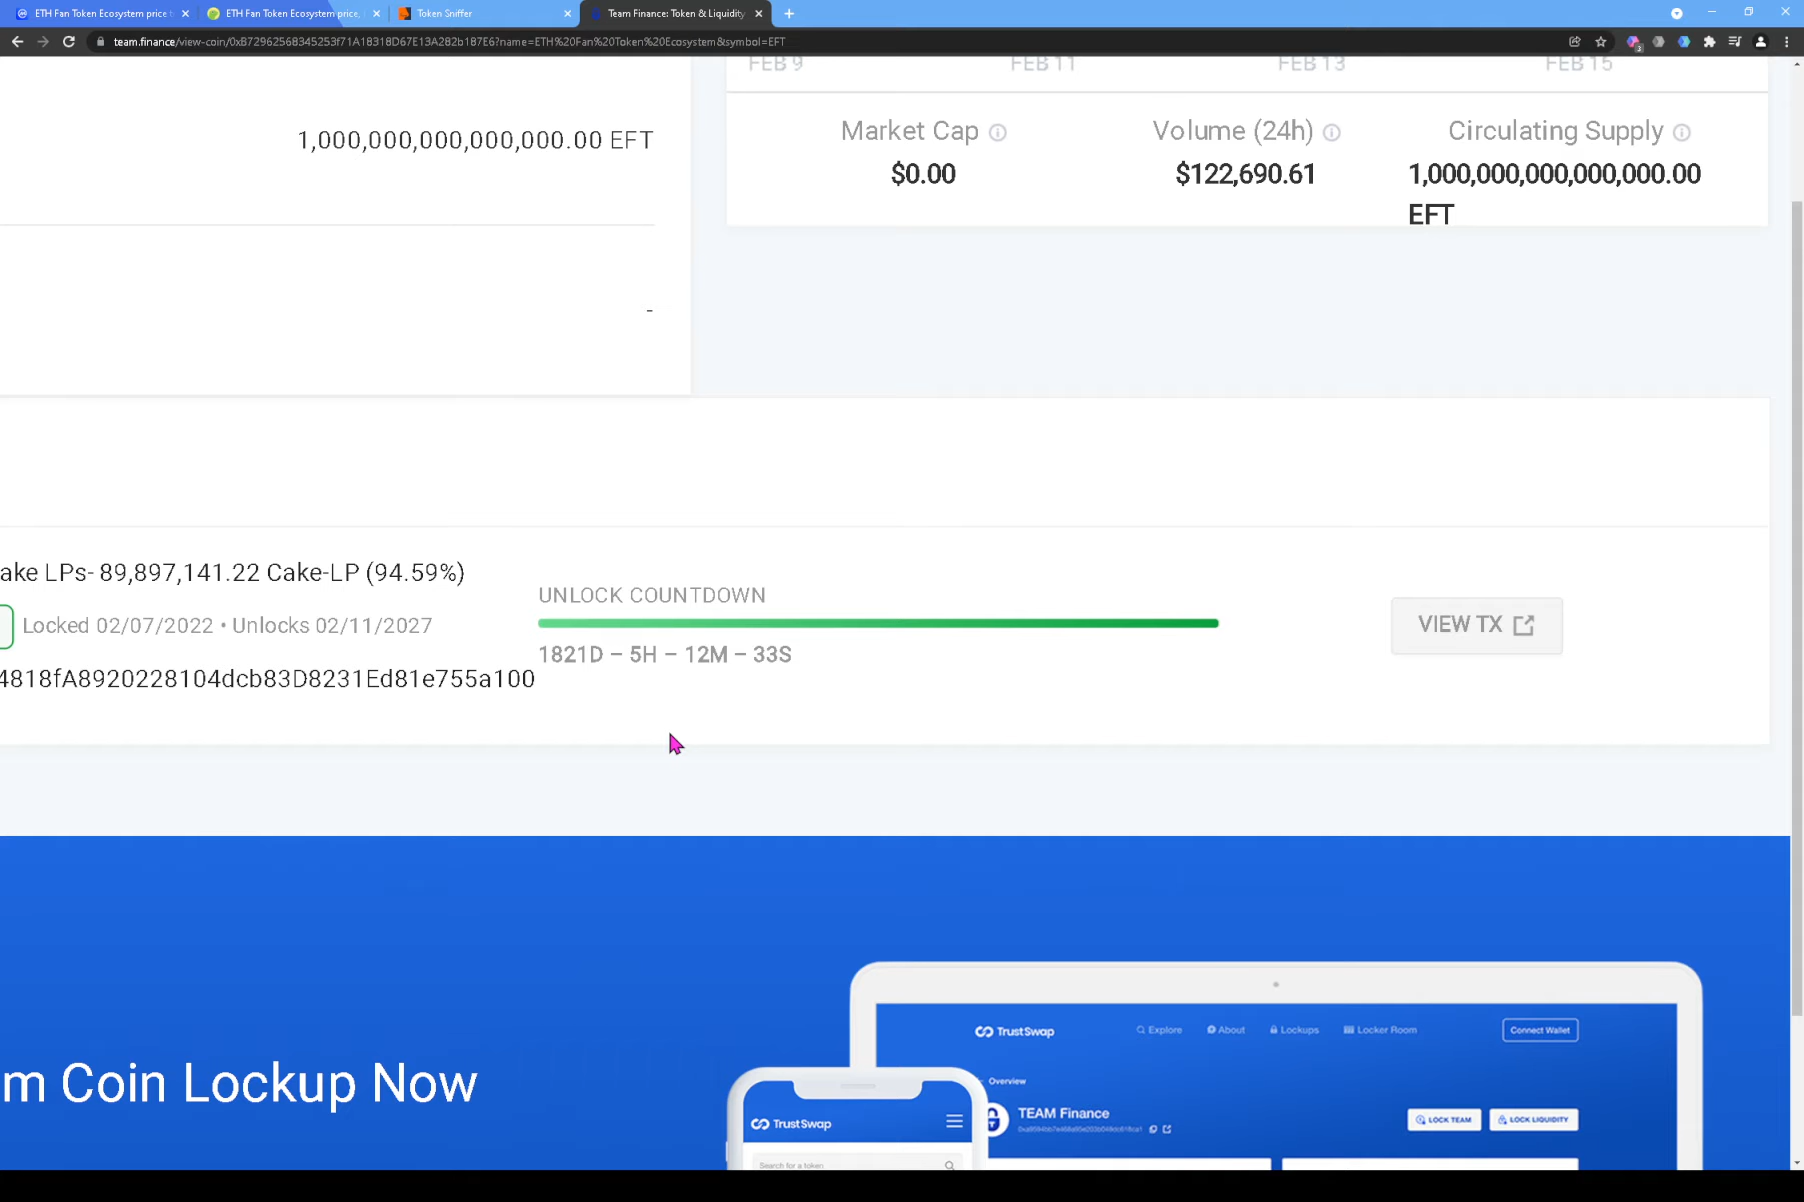 ETH Fan Token Ecosystem price t
ETH Fan Token Ecosystem price,
Token Sniffer
Team Finance: Token & Liquidity
team.finance/view-coin/0xB72962568345253f71A18318D67E13A282b187E6?name=ETH%20Fan%20Token%20Ecosystem&symbol=EFT
3
FEB 9
FEB 11
FEB 13
FEB 15
1,000,000,000,000,000.00 EFT
Market Cap
$0.00
Volume (24h)
$122,690.61
Circulating Supply
1,000,000,000,000,000.00
EFT
-
ake LPs- 89,897,141.22 Cake-LP (94.59%)
Locked 02/07/2022 • Unlocks 02/11/2027
4818fA8920228104dcb83D8231Ed81e755a100
UNLOCK COUNTDOWN
1821D – 5H – 12M – 33S
VIEW TX
m Coin Lockup Now
TrustSwap
Explore
About
Lockups
Locker Room
Connect Wallet
Overview
TEAM Finance
LOCK TEAM
LOCK LIQUIDITY
TrustSwap
Search for a token